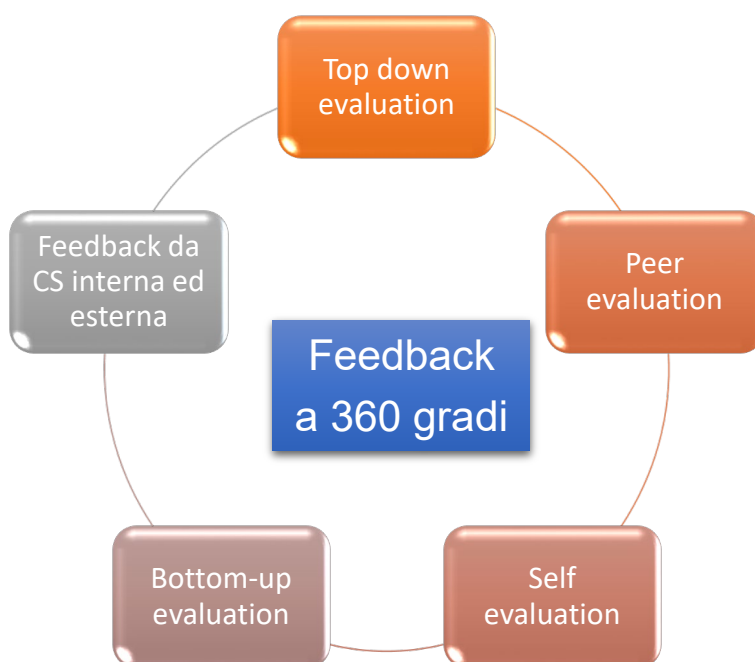 Top down
evaluation
Peer
evaluation
Self
evaluation
Bottom-up
evaluation
Feedback da
CS interna ed
esterna
Feedback
a 360 gradi